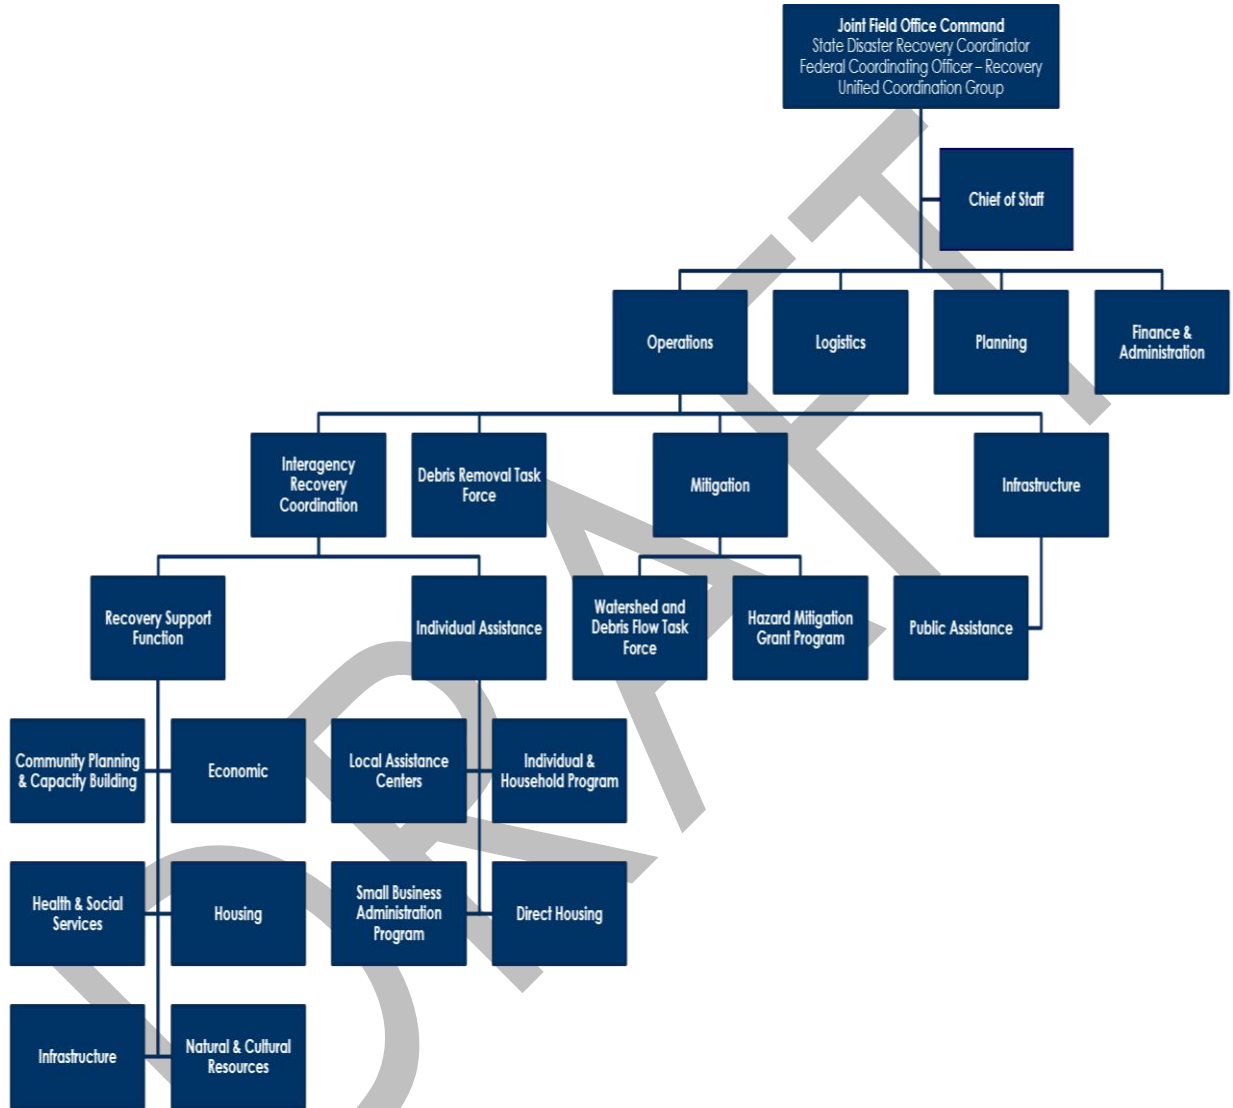 Joint Field Office Command
State Disaster Recovery Coordinator
Federal Coordinating Officer – Recovery
Unified Coordination Group
Chief of Staff
Operations
Logistics
Planning
Finance &
Administration
Interagency
Recovery
Coordination
Debris Removal Task
Force
Mitigation
Infrastructure
Recovery Support
Function
Individual Assistance
Watershed and
Debris Flow Task
Force
Hazard Mitigation
Grant Program
Public Assistance
Community Planning
& Capacity Building
Economic
Local Assistance
Centers
Individual &
Household Program
Health & Social
Services
Housing
Small Business
Administration
Program
Direct Housing
Infrastructure
Natural & Cultural
Resources
DRAFT